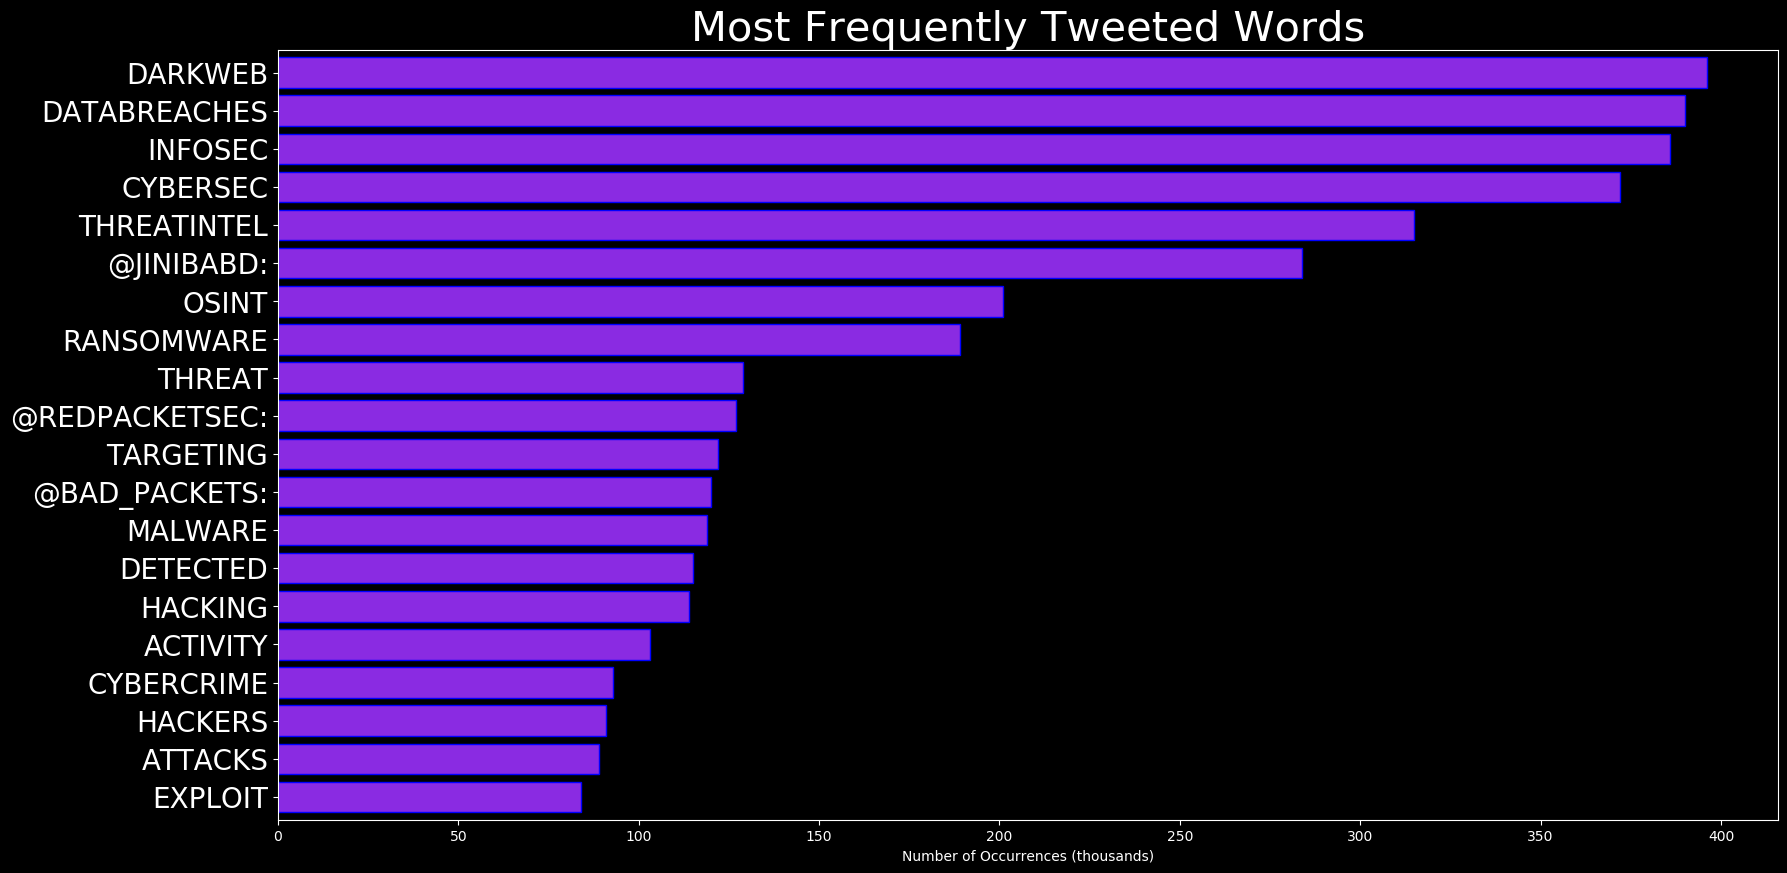 Most Frequently Tweeted Words
DARKWEB
DATABREACHES
INFOSEC
CYBERSEC
THREATINTEL
@JINIBABD:
OSINT
RANSOMWARE
THREAT
@REDPACKETSEC:
TARGETING
@BAD_PACKETS:
MALWARE
DETECTED
HACKING
ACTIVITY
CYBERCRIME
HACKERS
ATTACKS
EXPLOIT
0 50 100 150 200 250 300 350 400
Number of Occurrences (thousands)